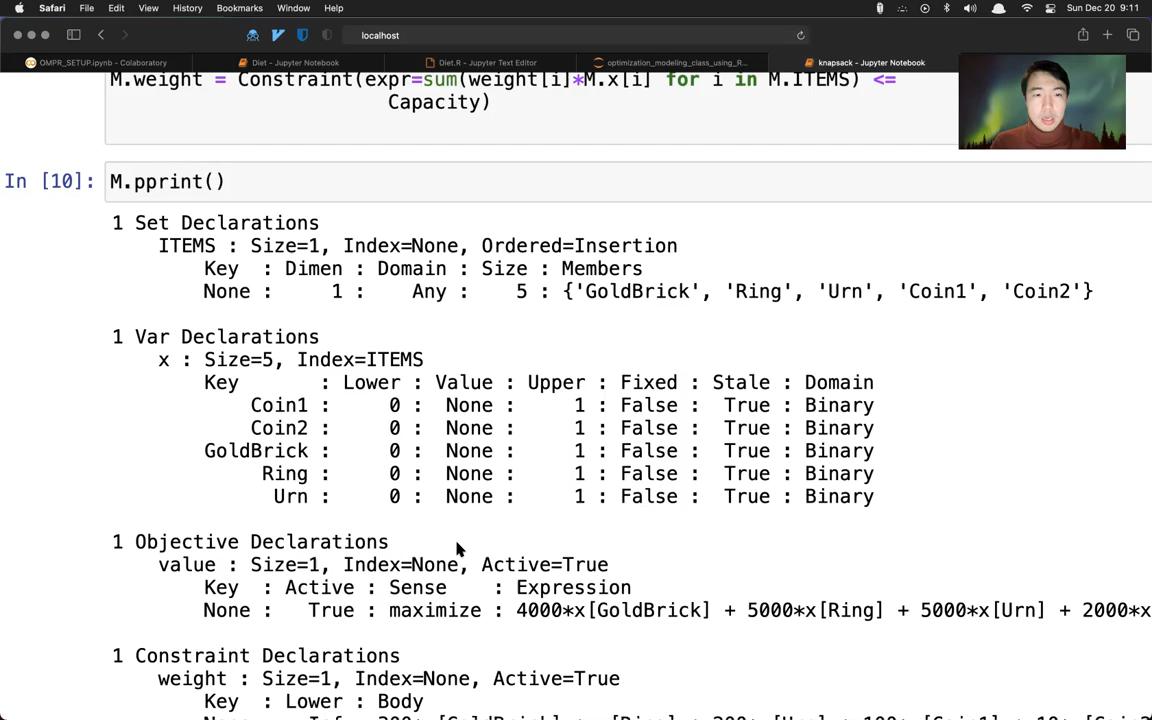 Safari File Edit View History Bookmarks Window Help Sun Dec 20 9:11
localhost
OMPR_SETUP.ipynb - Colaboratory Diet - Jupyter Notebook Diet.R - Jupyter Text Editor optimization_modeling_class_using_R... knapsack - Jupyter Notebook
M.weight = Constraint(expr=sum(weight[i]*M.x[i] for i in M.ITEMS) <=
Capacity)
In [10]: M.pprint()
1 Set Declarations
ITEMS : Size=1, Index=None, Ordered=Insertion
Key : Dimen : Domain : Size : Members
None : 1 : Any : 5 : {'GoldBrick', 'Ring', 'Urn', 'Coin1', 'Coin2'}
1 Var Declarations
x : Size=5, Index=ITEMS
Key : Lower : Value : Upper : Fixed : Stale : Domain
Coin1 : 0 : None : 1 : False : True : Binary
Coin2 : 0 : None : 1 : False : True : Binary
GoldBrick : 0 : None : 1 : False : True : Binary
Ring : 0 : None : 1 : False : True : Binary
Urn : 0 : None : 1 : False : True : Binary
1 Objective Declarations
value : Size=1, Index=None, Active=True
Key : Active : Sense : Expression
None : True : maximize : 4000*x[GoldBrick] + 5000*x[Ring] + 5000*x[Urn] + 2000*x
1 Constraint Declarations
weight : Size=1, Index=None, Active=True
Key : Lower : Body